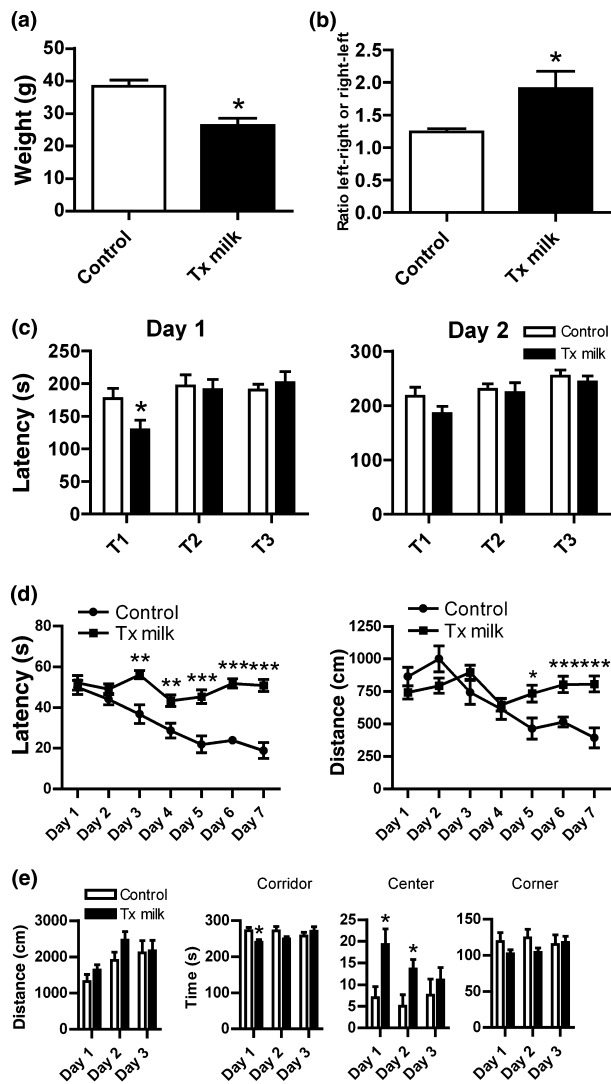 (a)
Weight (g)
50
40
30
20
10
0
*
Control
Tx milk
(b)
Ratio left-right or right-left
2.5
2.0
1.5
1.0
0.5
0.0
*
Control
Tx milk
(c)
Day 1
Latency (s)
250
200
150
100
50
0
*
T1
T2
T3
Day 2
Control
Tx milk
300
200
100
0
T1
T2
T3
(d)
Control
Tx milk
Latency (s)
80
60
40
20
0
**
**
***
***
***
Day 1
Day 2
Day 3
Day 4
Day 5
Day 6
Day 7
Control
Tx milk
Distance (cm)
1250
1000
750
500
250
0
*
***
***
Day 1
Day 2
Day 3
Day 4
Day 5
Day 6
Day 7
(e)
Control
Tx milk
Distance (cm)
3000
2000
1000
0
Day 1
Day 2
Day 3
Corridor
Time (s)
300
200
100
0
*
Day 1
Day 2
Day 3
Center
25
20
15
10
5
0
*
*
Day 1
Day 2
Day 3
Corner
150
100
50
0
Day 1
Day 2
Day 3